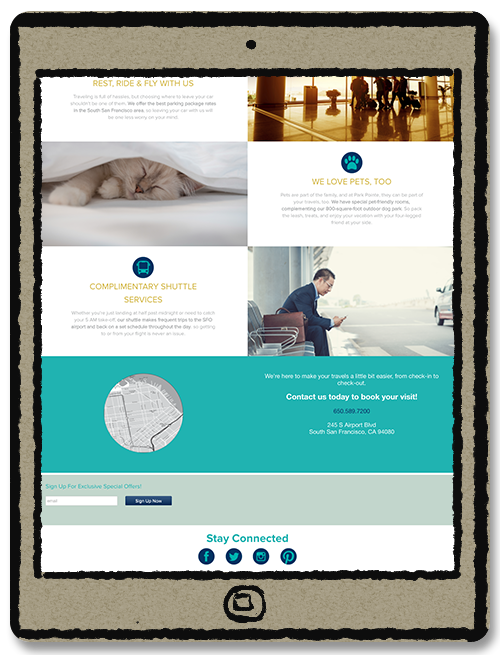 REST, RIDE & FLY WITH US
Traveling is full of hassles, but choosing where to leave your car
shouldn't be one of them. We offer the best parking package rates
in the South San Francisco area, so leaving your car with us will
be one less worry on your mind.
WE LOVE PETS, TOO
Pets are part of the family, and at Park Pointe, they can be part of
your travels, too. We have special pet-friendly rooms,
complementing our 800-square-foot outdoor dog park. So pack
the leash, treats, and enjoy your vacation with your four-legged
friend at your side.
COMPLIMENTARY SHUTTLE
SERVICES
Whether you're just landing at half past midnight or need to catch
your 5 AM take-off, our shuttle makes frequent trips to the SFO
airport and back on a set schedule throughout the day, so getting
to or from your flight is never an issue.
We're here to make your travels a little bit easier, from check-in to
check-out.
Contact us today to book your visit!
650.589.7200
245 S Airport Blvd
South San Francisco, CA 94080
Sign Up For Exclusive Special Offers!
email
Sign Up Now
Stay Connected